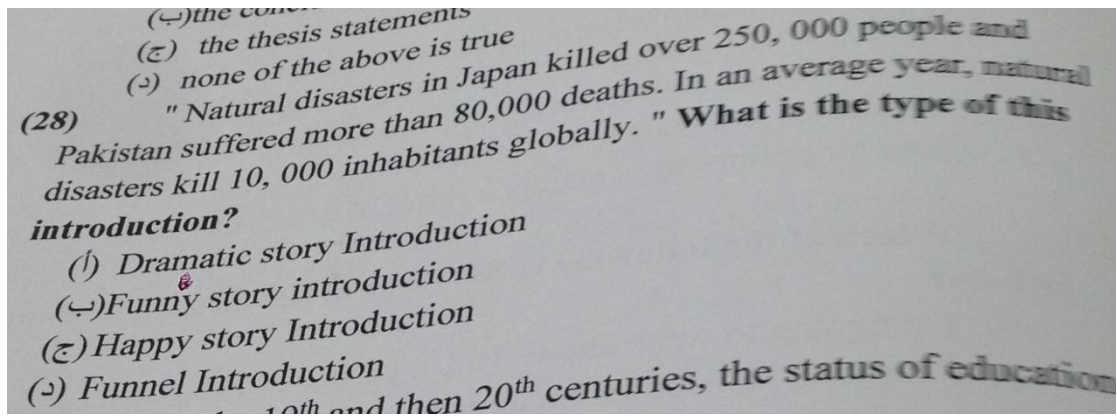 (ب)the
(ج) the thesis statements
(د) none of the above is true
(28) " Natural disasters in Japan killed over 250, 000 people and
Pakistan suffered more than 80,000 deaths. In an average year, natural
disasters kill 10, 000 inhabitants globally. " What is the type of this
introduction?
(أ) Dramatic story Introduction
(ب)Funny story introduction
(ج)Happy story Introduction
(د) Funnel Introduction
and then 20th centuries, the status of education